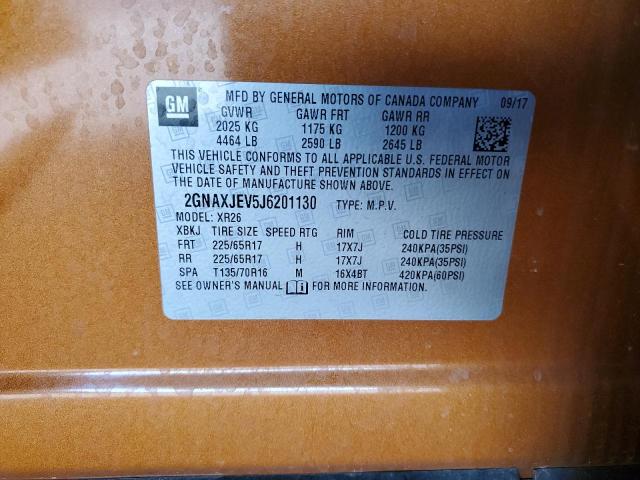 GM
MFD BY GENERAL MOTORS OF CANADA COMPANY 09/17
GVWR GAWR FRT GAWR RR
2025 KG 1175 KG 1200 KG
4464 LB 2590 LB 2645 LB
THIS VEHICLE CONFORMS TO ALL APPLICABLE U.S. FEDERAL MOTOR
VEHICLE SAFETY AND THEFT PREVENTION STANDARDS IN EFFECT ON
THE DATE OF MANUFACTURE SHOWN ABOVE.
2GNAXJEV5J6201130 TYPE: M.P.V.
MODEL: XR26
XBKJ TIRE SIZE SPEED RTG RIM COLD TIRE PRESSURE
FRT 225/65R17 H 17X7J 240KPA(35PSI)
RR 225/65R17 H 17X7J 240KPA(35PSI)
SPA T135/70R16 M 16X4BT 420KPA(60PSI)
SEE OWNER'S MANUAL FOR MORE INFORMATION.